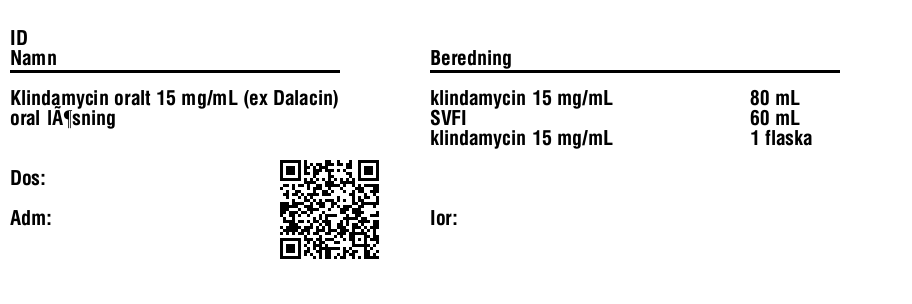 ID
Namn
Beredning
Klindamycin oralt 15 mg/mL (ex Dalacin)
oral lÃ¶sning
klindamycin 15 mg/mL 80 mL
SVFI 60 mL
klindamycin 15 mg/mL 1 flaska
Dos:
Adm:
Ior: